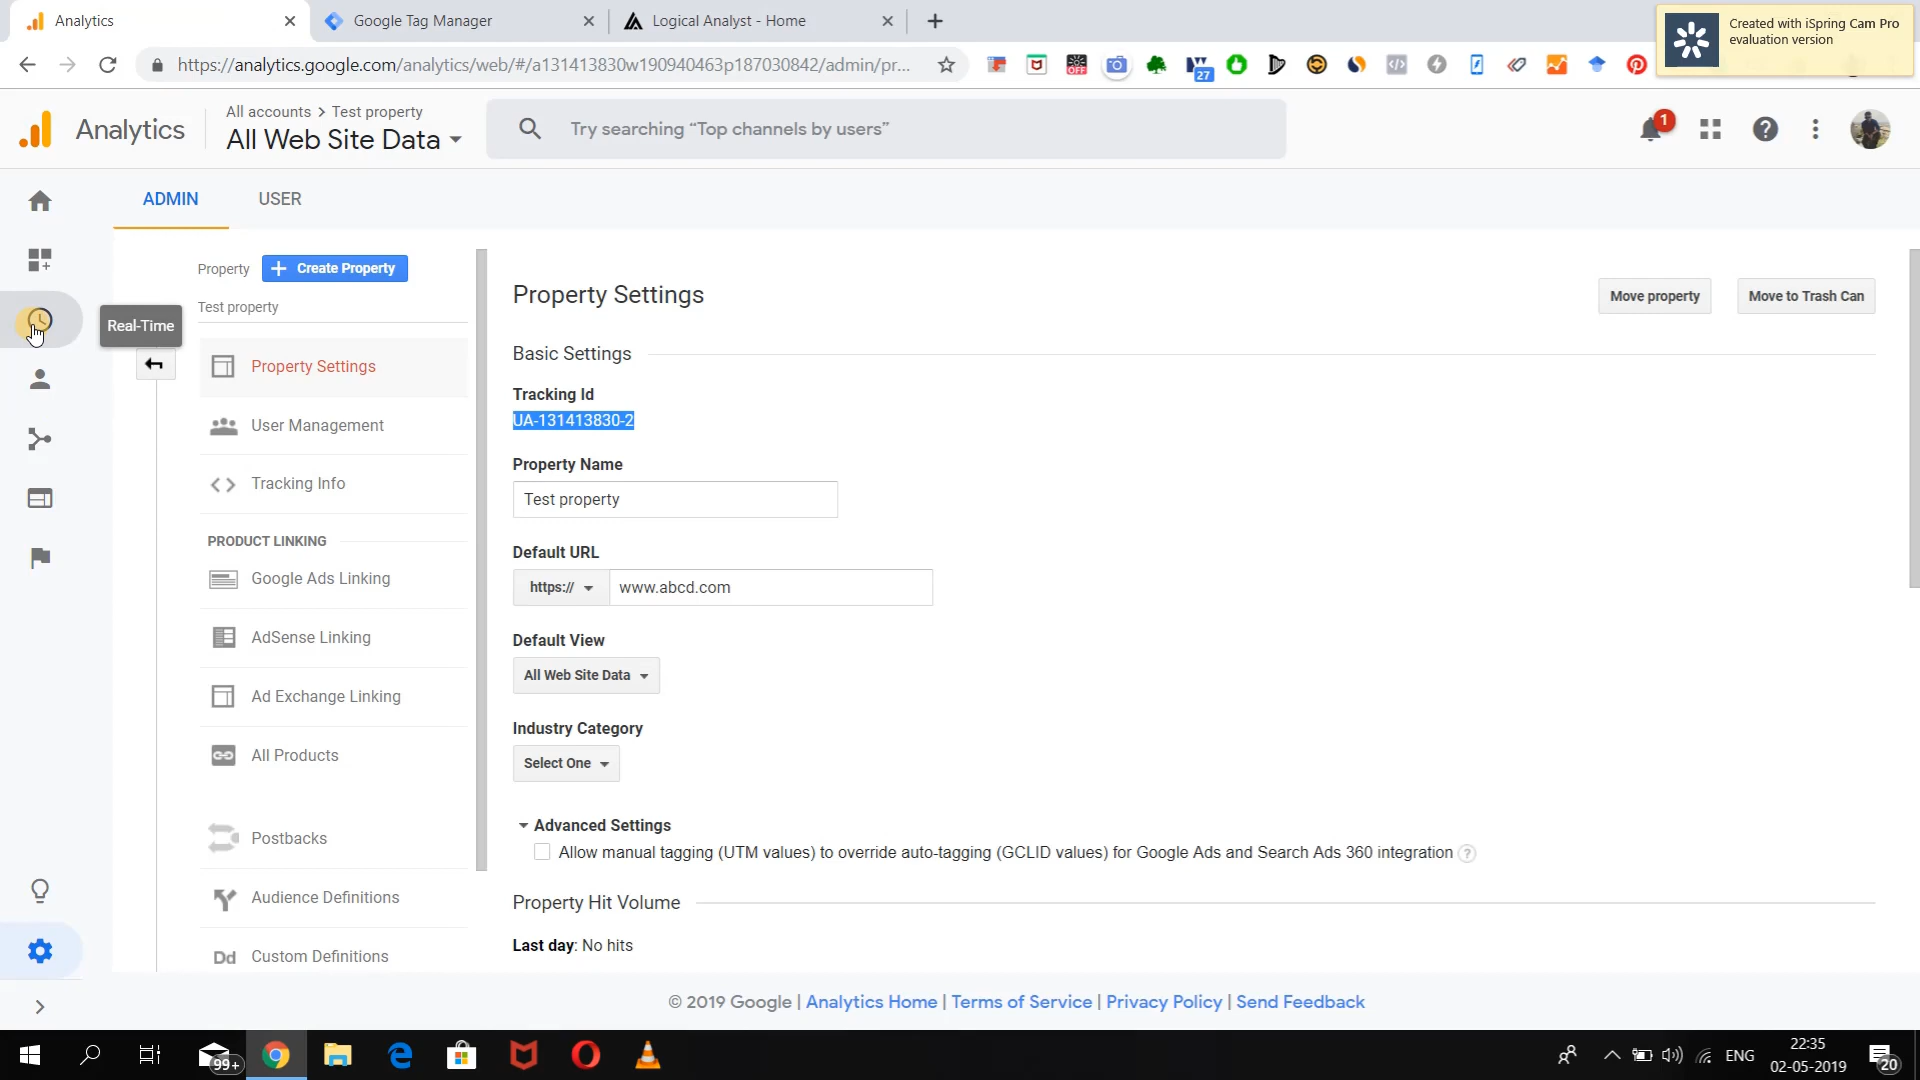 Analytics
Google Tag Manager
Logical Analyst - Home
Created with iSpring Cam Pro
evaluation version
https://analytics.google.com/analytics/web/#/a131413830w190940463p187030842/admin/pr...
OFF
27
Analytics
All accounts > Test property
All Web Site Data
Try searching “Top channels by users”
1
ADMIN
USER
Property
Create Property
Test property
Real-Time
Property Settings
User Management
Tracking Info
PRODUCT LINKING
Google Ads Linking
AdSense Linking
Ad Exchange Linking
All Products
Postbacks
Audience Definitions
Dd Custom Definitions
Property Settings
Move property
Move to Trash Can
Basic Settings
Tracking Id
UA-131413830-2
Property Name
Test property
Default URL
https://
www.abcd.com
Default View
All Web Site Data
Industry Category
Select One
Advanced Settings
Allow manual tagging (UTM values) to override auto-tagging (GCLID values) for Google Ads and Search Ads 360 integration ?
Property Hit Volume
Last day: No hits
© 2019 Google | Analytics Home | Terms of Service | Privacy Policy | Send Feedback
99+
ENG
22:35
02-05-2019
20